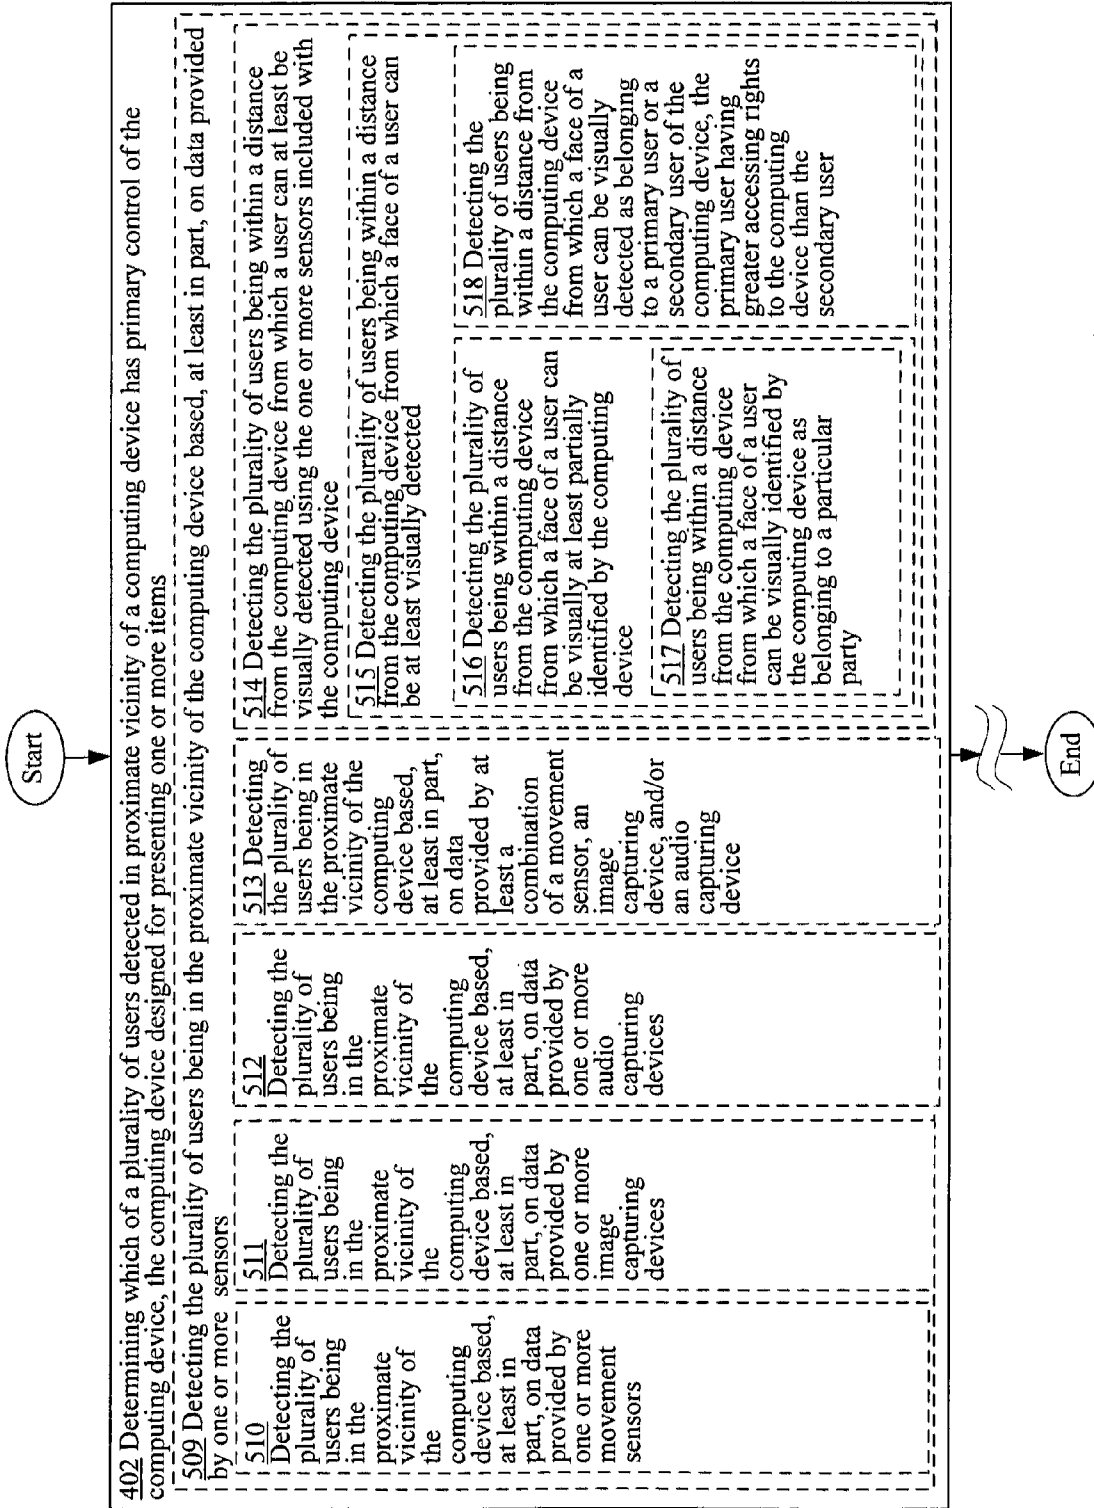 Start
402 Determining which of a plurality of users detected in proximate vicinity of a computing device has primary control of the
computing device, the computing device designed for presenting one or more items
509 Detecting the plurality of users being in the proximate vicinity of the computing device based, at least in part, on data provided
by one or more sensors
510
Detecting the
plurality of
users being
in the
proximate
vicinity of
the
computing
device based,
at least in
part, on data
provided by
one or more
movement
sensors
511
Detecting the
plurality of
users being
in the
proximate
vicinity of
the
computing
device based,
at least in
part, on data
provided by
one or more
image
capturing
devices
512
Detecting the
plurality of
users being
in the
proximate
vicinity of
the
computing
device based,
at least in
part, on data
provided by
one or more
audio
capturing
devices
513 Detecting
the plurality of
users being in
the proximate
vicinity of the
computing
device based,
at least in part,
on data
provided by at
least a
combination
of a movement
sensor, an
image
capturing
device, and/or
an audio
capturing
device
514 Detecting the plurality of users being within a distance
from the computing device from which a user can at least be
visually detected using the one or more sensors included with
the computing device
515 Detecting the plurality of users being within a distance
from the computing device from which a face of a user can
be at least visually detected
516 Detecting the plurality of
users being within a distance
from the computing device
from which a face of a user can
be visually at least partially
identified by the computing
device
517 Detecting the plurality of
users being within a distance
from the computing device
from which a face of a user
can be visually identified by
the computing device as
belonging to a particular
party
518 Detecting the
plurality of users being
within a distance from
the computing device
from which a face of a
user can be visually
detected as belonging
to a primary user or a
secondary user of the
computing device, the
primary user having
greater accessing rights
to the computing
device than the
secondary user
End